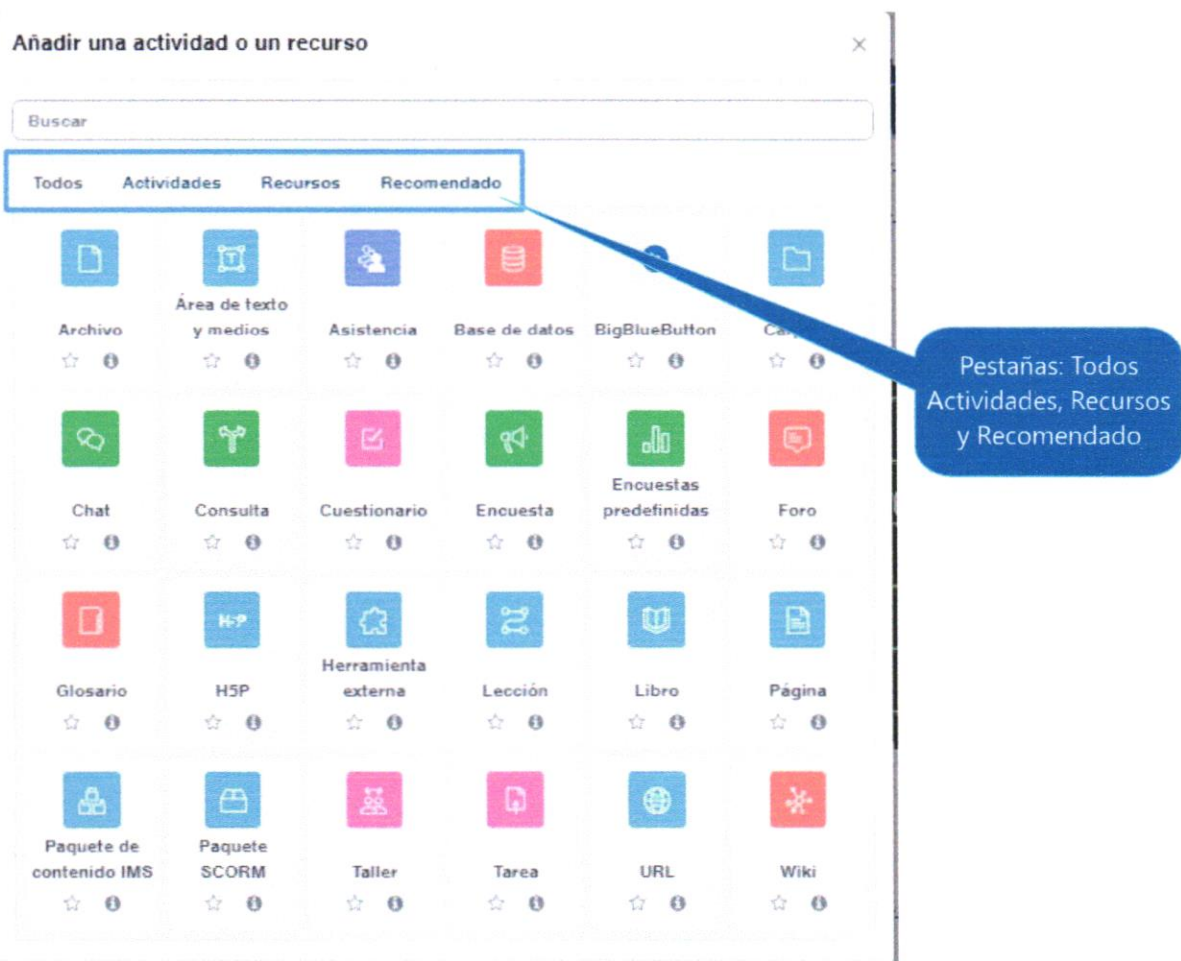 Añadir una actividad o un recurso
Buscar
Todos Actividades Recursos Recomendado
Archivo
Área de texto
y medios
Asistencia
Base de datos
BigBlueButton
Chat
Consulta
Cuestionario
Encuesta
Encuestas
predefinidas
Foro
Glosario
H5P
H5P
Herramienta
externa
Lección
Libro
Página
Paquete de
contenido IMS
Paquete
SCORM
Taller
Tarea
URL
Wiki
Pestañas: Todos
Actividades, Recursos
y Recomendado